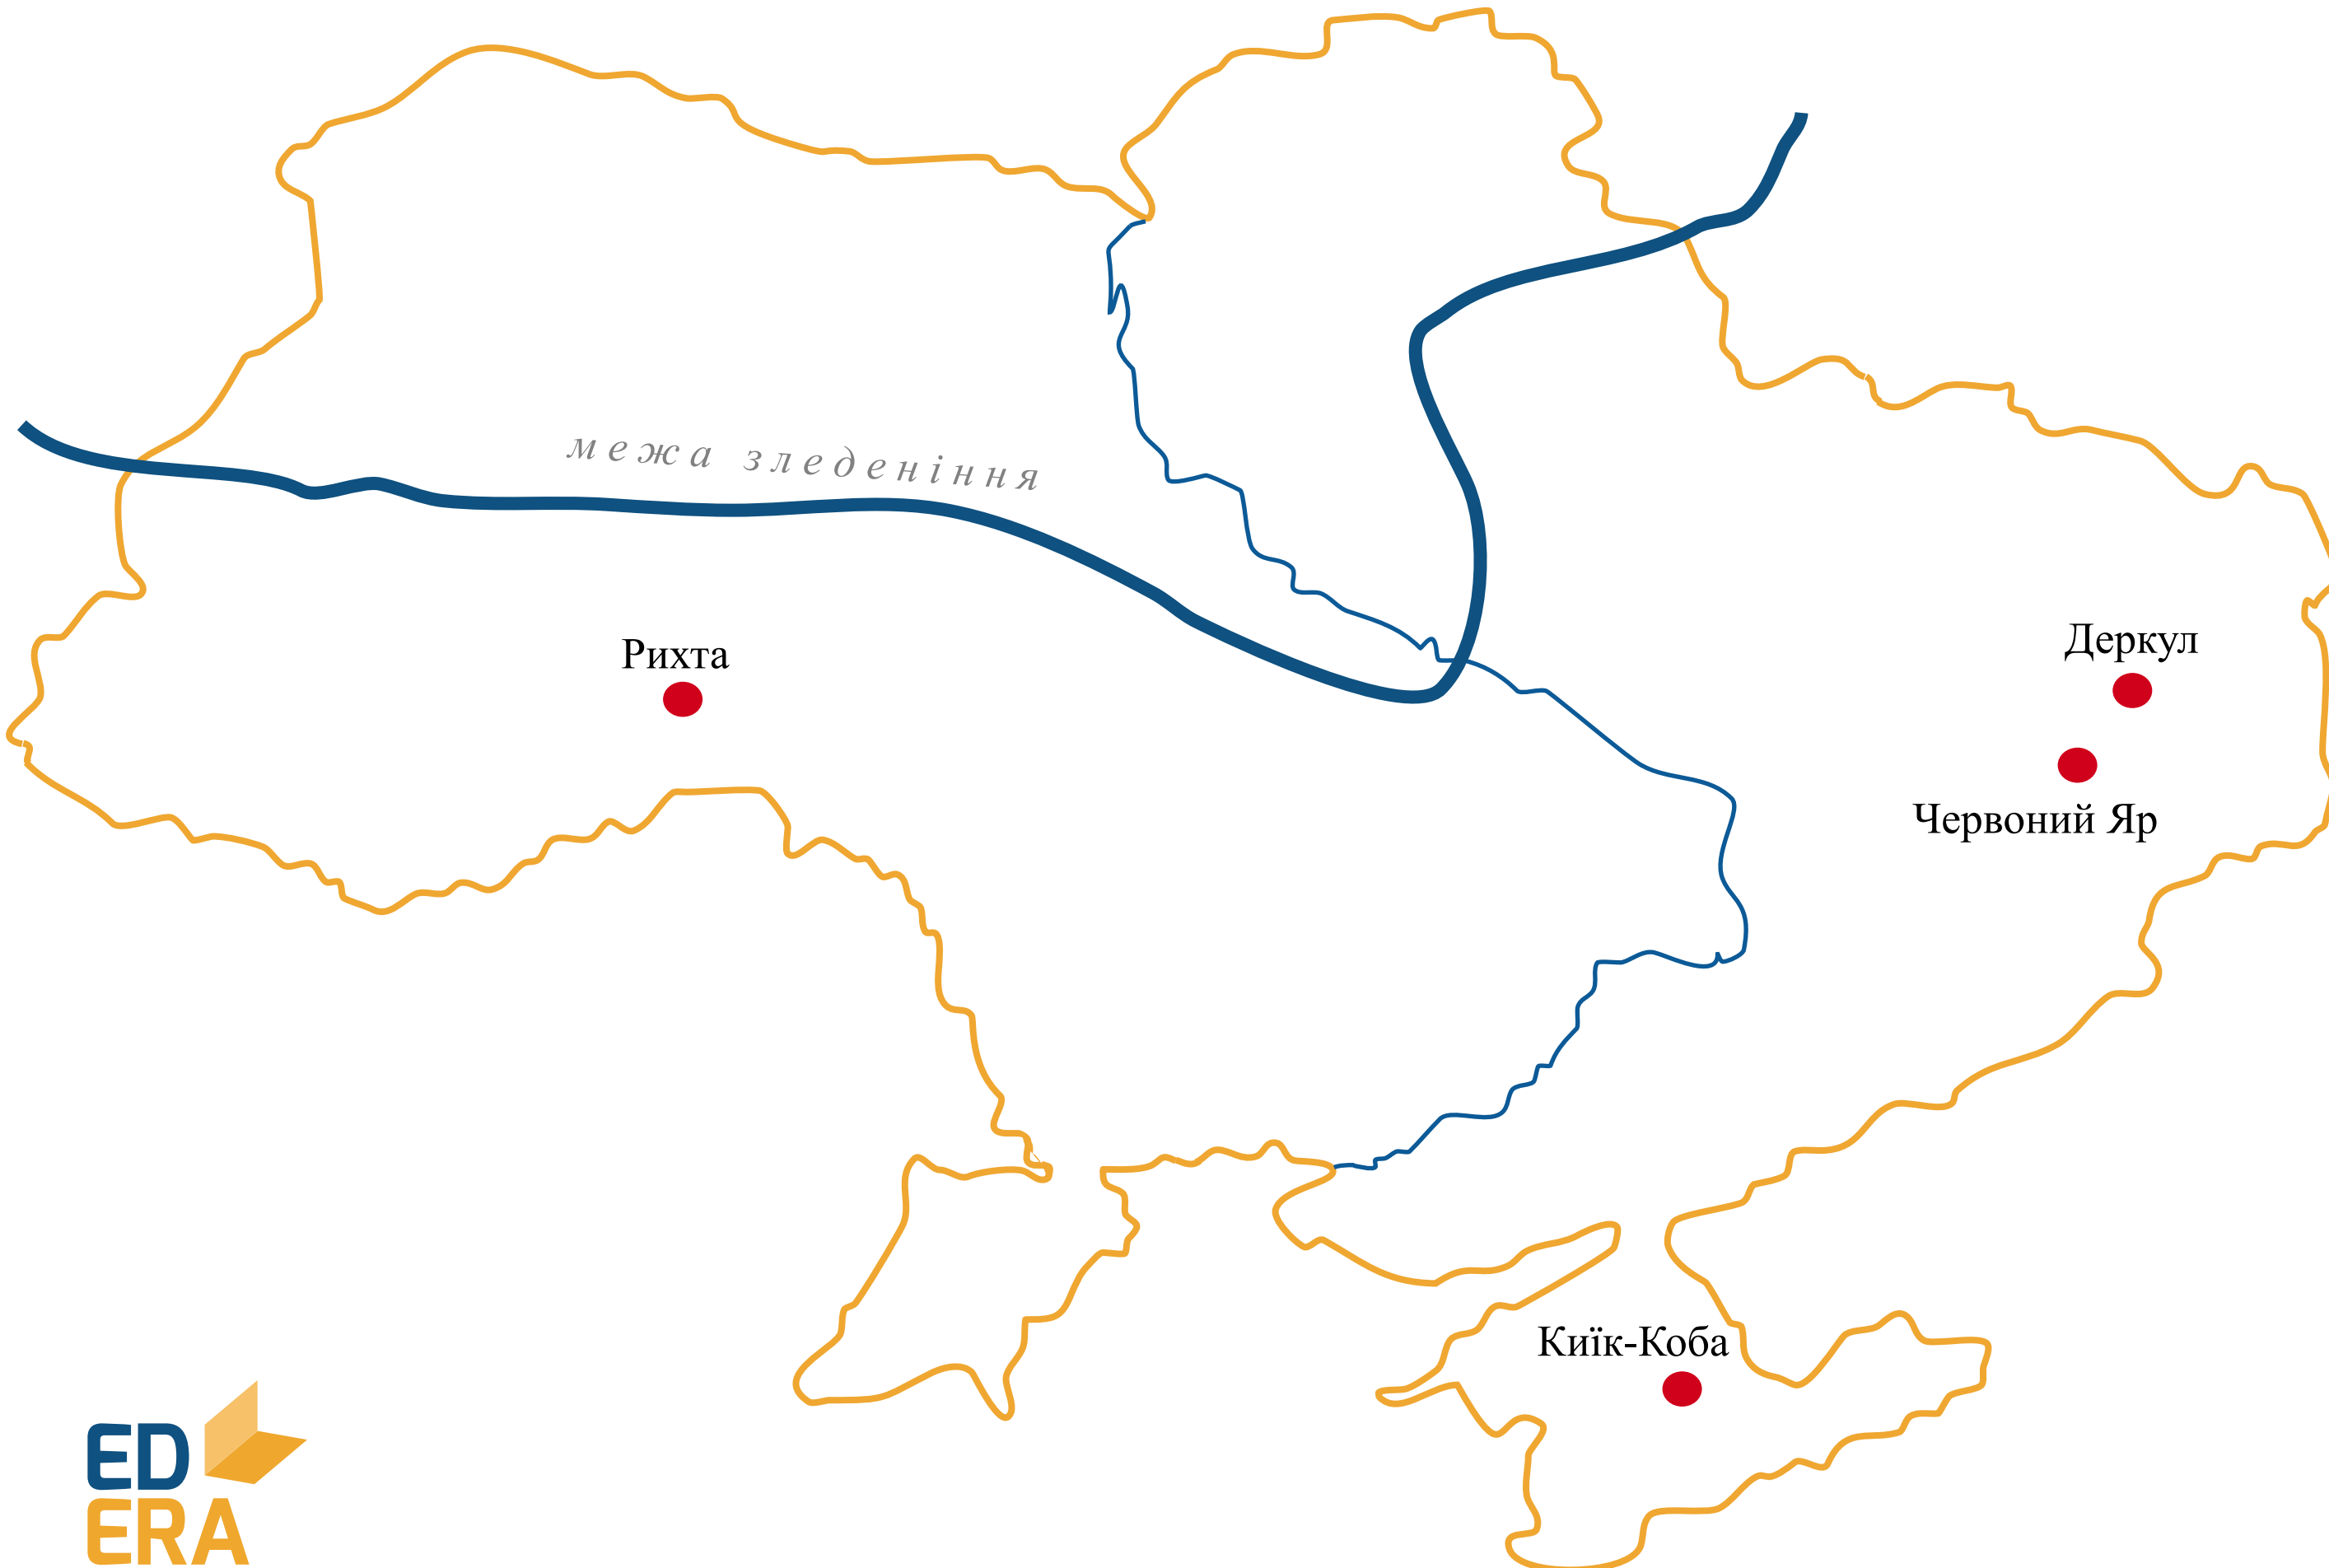 межа зледеніння
Рихта
Деркул
Червоний Яр
Киїк-Коба
ED
ERA